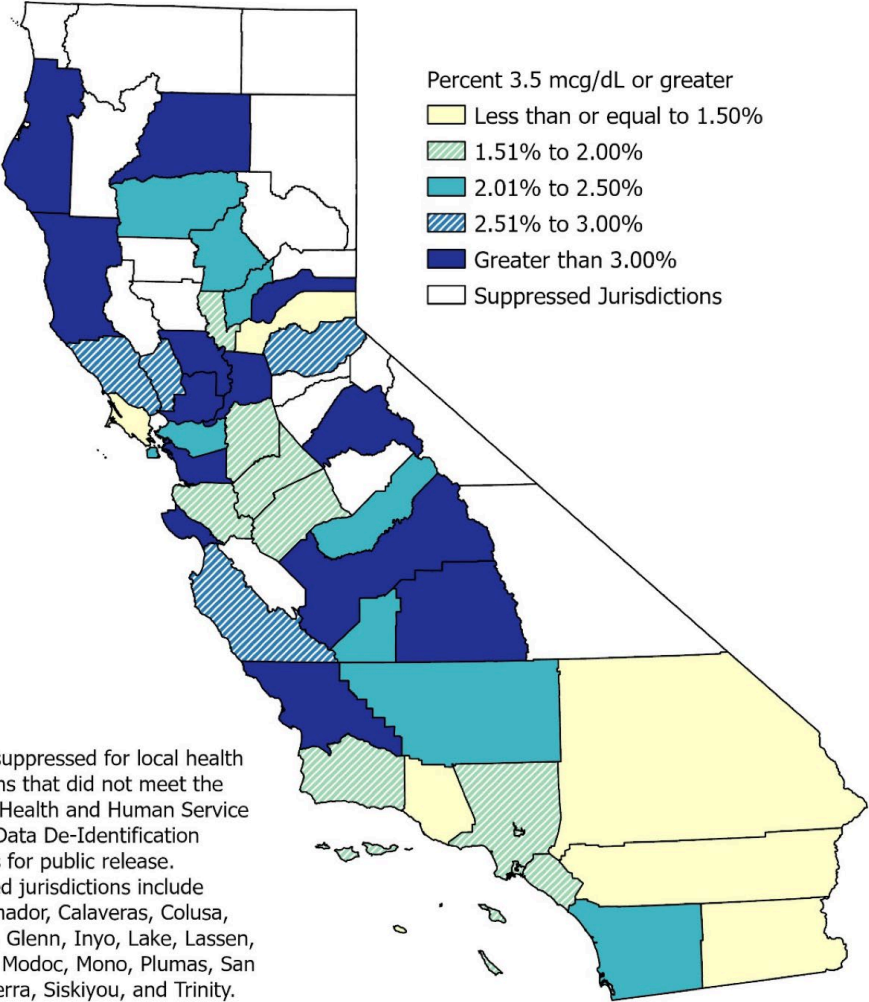 Percent 3.5 mcg/dL or greater
Less than or equal to 1.50%
1.51% to 2.00%
2.01% to 2.50%
2.51% to 3.00%
Greater than 3.00%
Suppressed Jurisdictions
suppressed for local health
ns that did not meet the
Health and Human Service
Data De-Identification
s for public release.
ed jurisdictions include
nador, Calaveras, Colusa,
Glenn, Inyo, Lake, Lassen,
Modoc, Mono, Plumas, San
erra, Siskiyou, and Trinity.